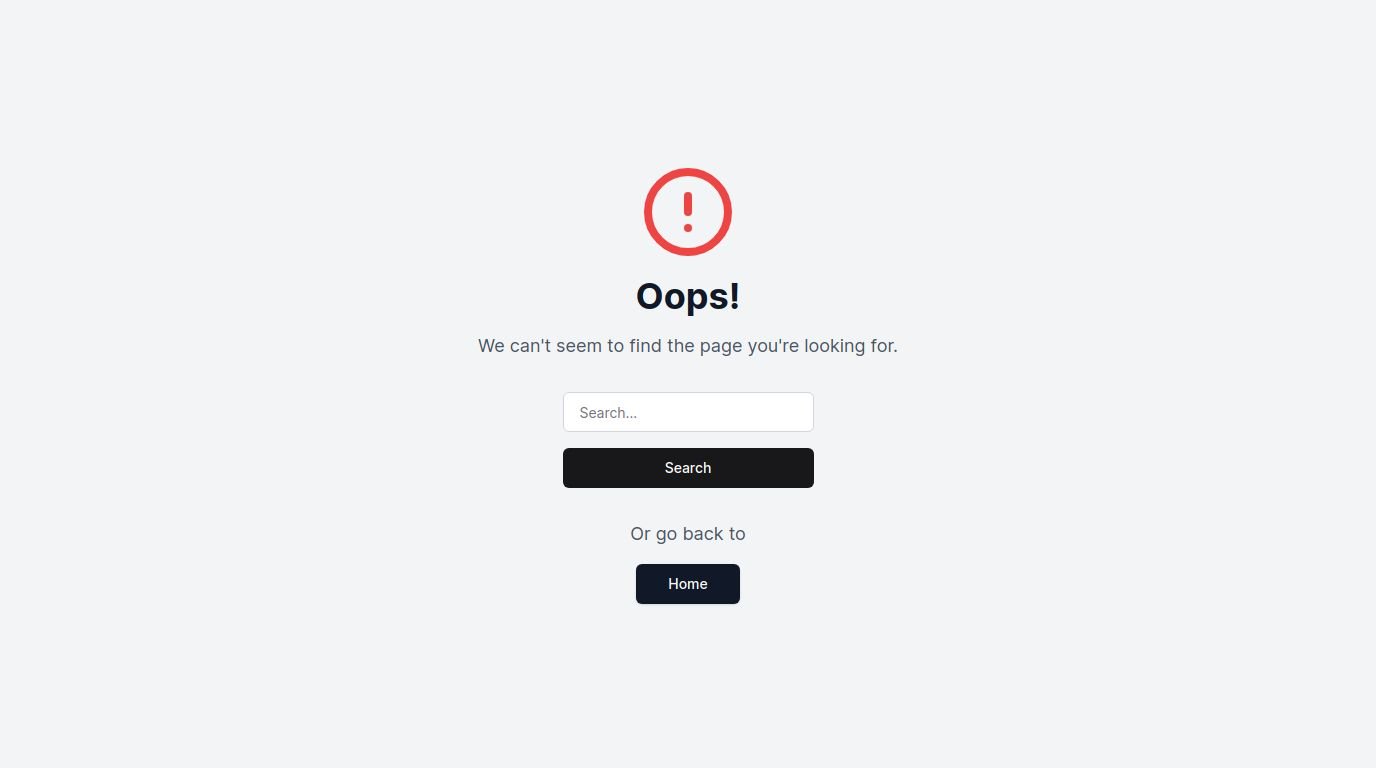 Oops!
We can't seem to find the page you're looking for.
Search...
Search
Or go back to
Home